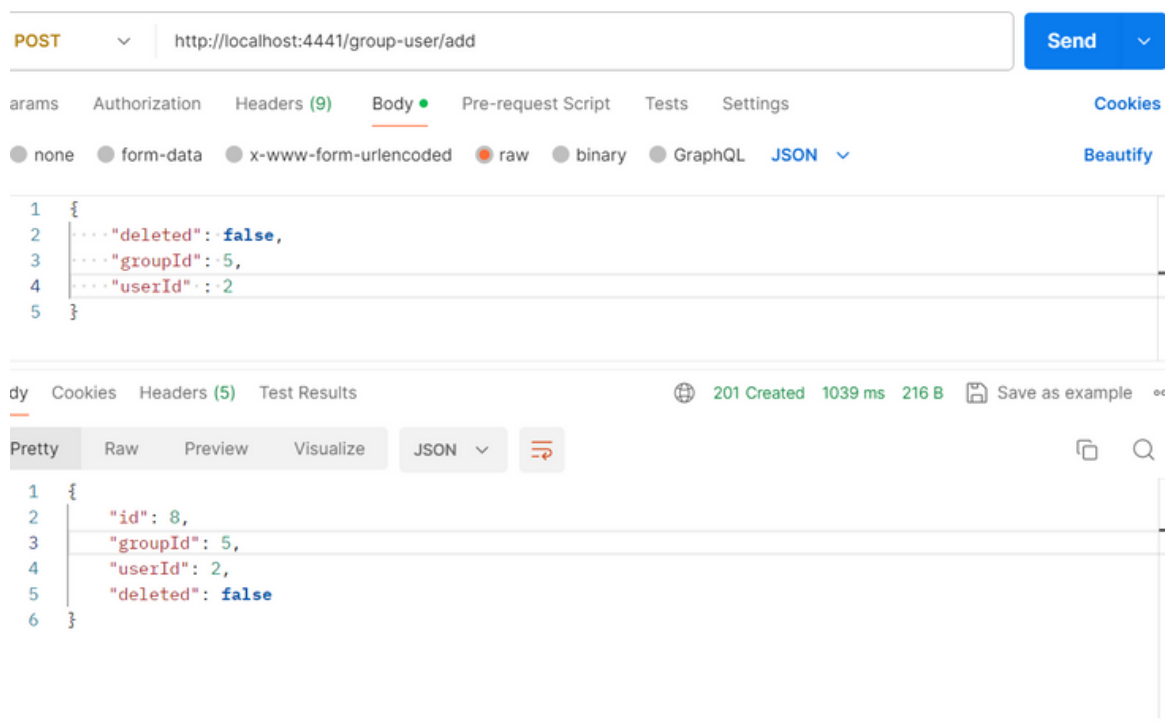 POST http://localhost:4441/group-user/add Send
arams Authorization Headers (9) Body Pre-request Script Tests Settings Cookies
none form-data x-www-form-urlencoded raw binary GraphQL JSON Beautify
1 {
2 "deleted": false,
3 "groupId": 5,
4 "userId" : 2
5 }
dy Cookies Headers (5) Test Results 201 Created 1039 ms 216 B Save as example
Pretty Raw Preview Visualize JSON
1 {
2 "id": 8,
3 "groupId": 5,
4 "userId": 2,
5 "deleted": false
6 }